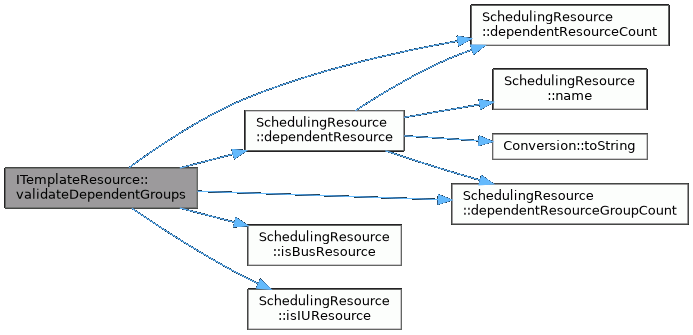 SchedulingResource
::dependentResourceCount
SchedulingResource
::name
SchedulingResource
::dependentResource
Conversion::toString
ITemplateResource::
validateDependentGroups
SchedulingResource
::dependentResourceGroupCount
SchedulingResource
::isBusResource
SchedulingResource
::isIUResource